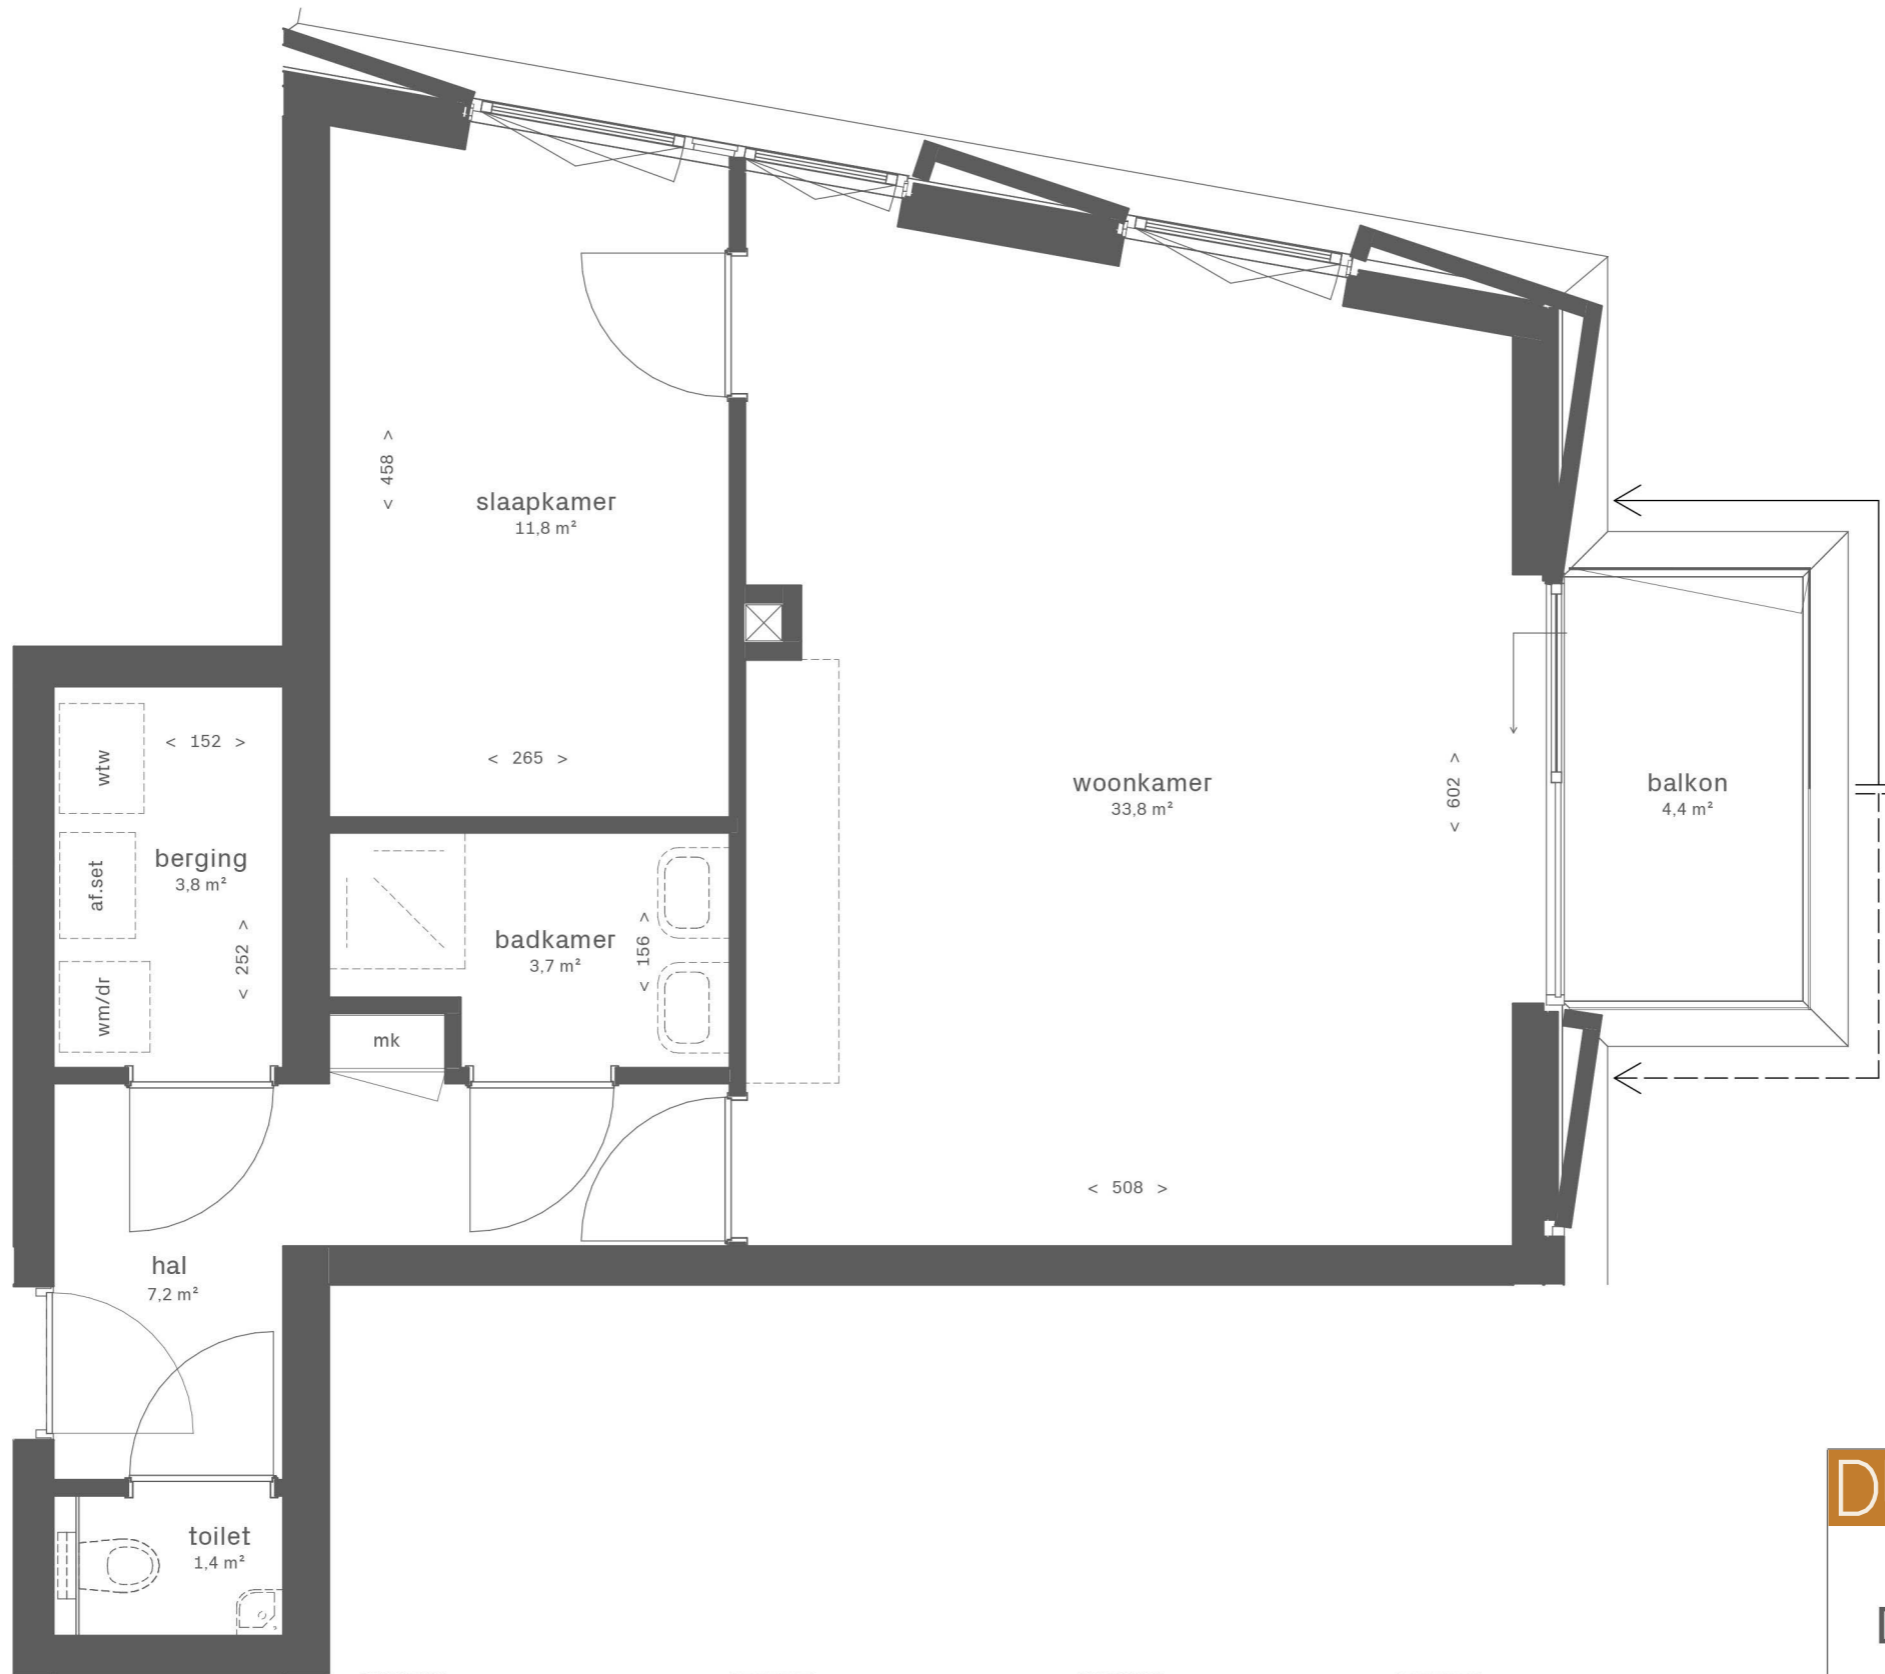 < 458 >
slaapkamer
11,8 m²
< 265 >
wtw
< 152 >
berging
3,8 m²
af.set
< 252 >
wm/dr
badkamer
3,7 m²
< 156 >
mk
woonkamer
33,8 m²
< 602 >
balkon
4,4 m²
< 508 >
hal
7,2 m²
toilet
1,4 m²
D